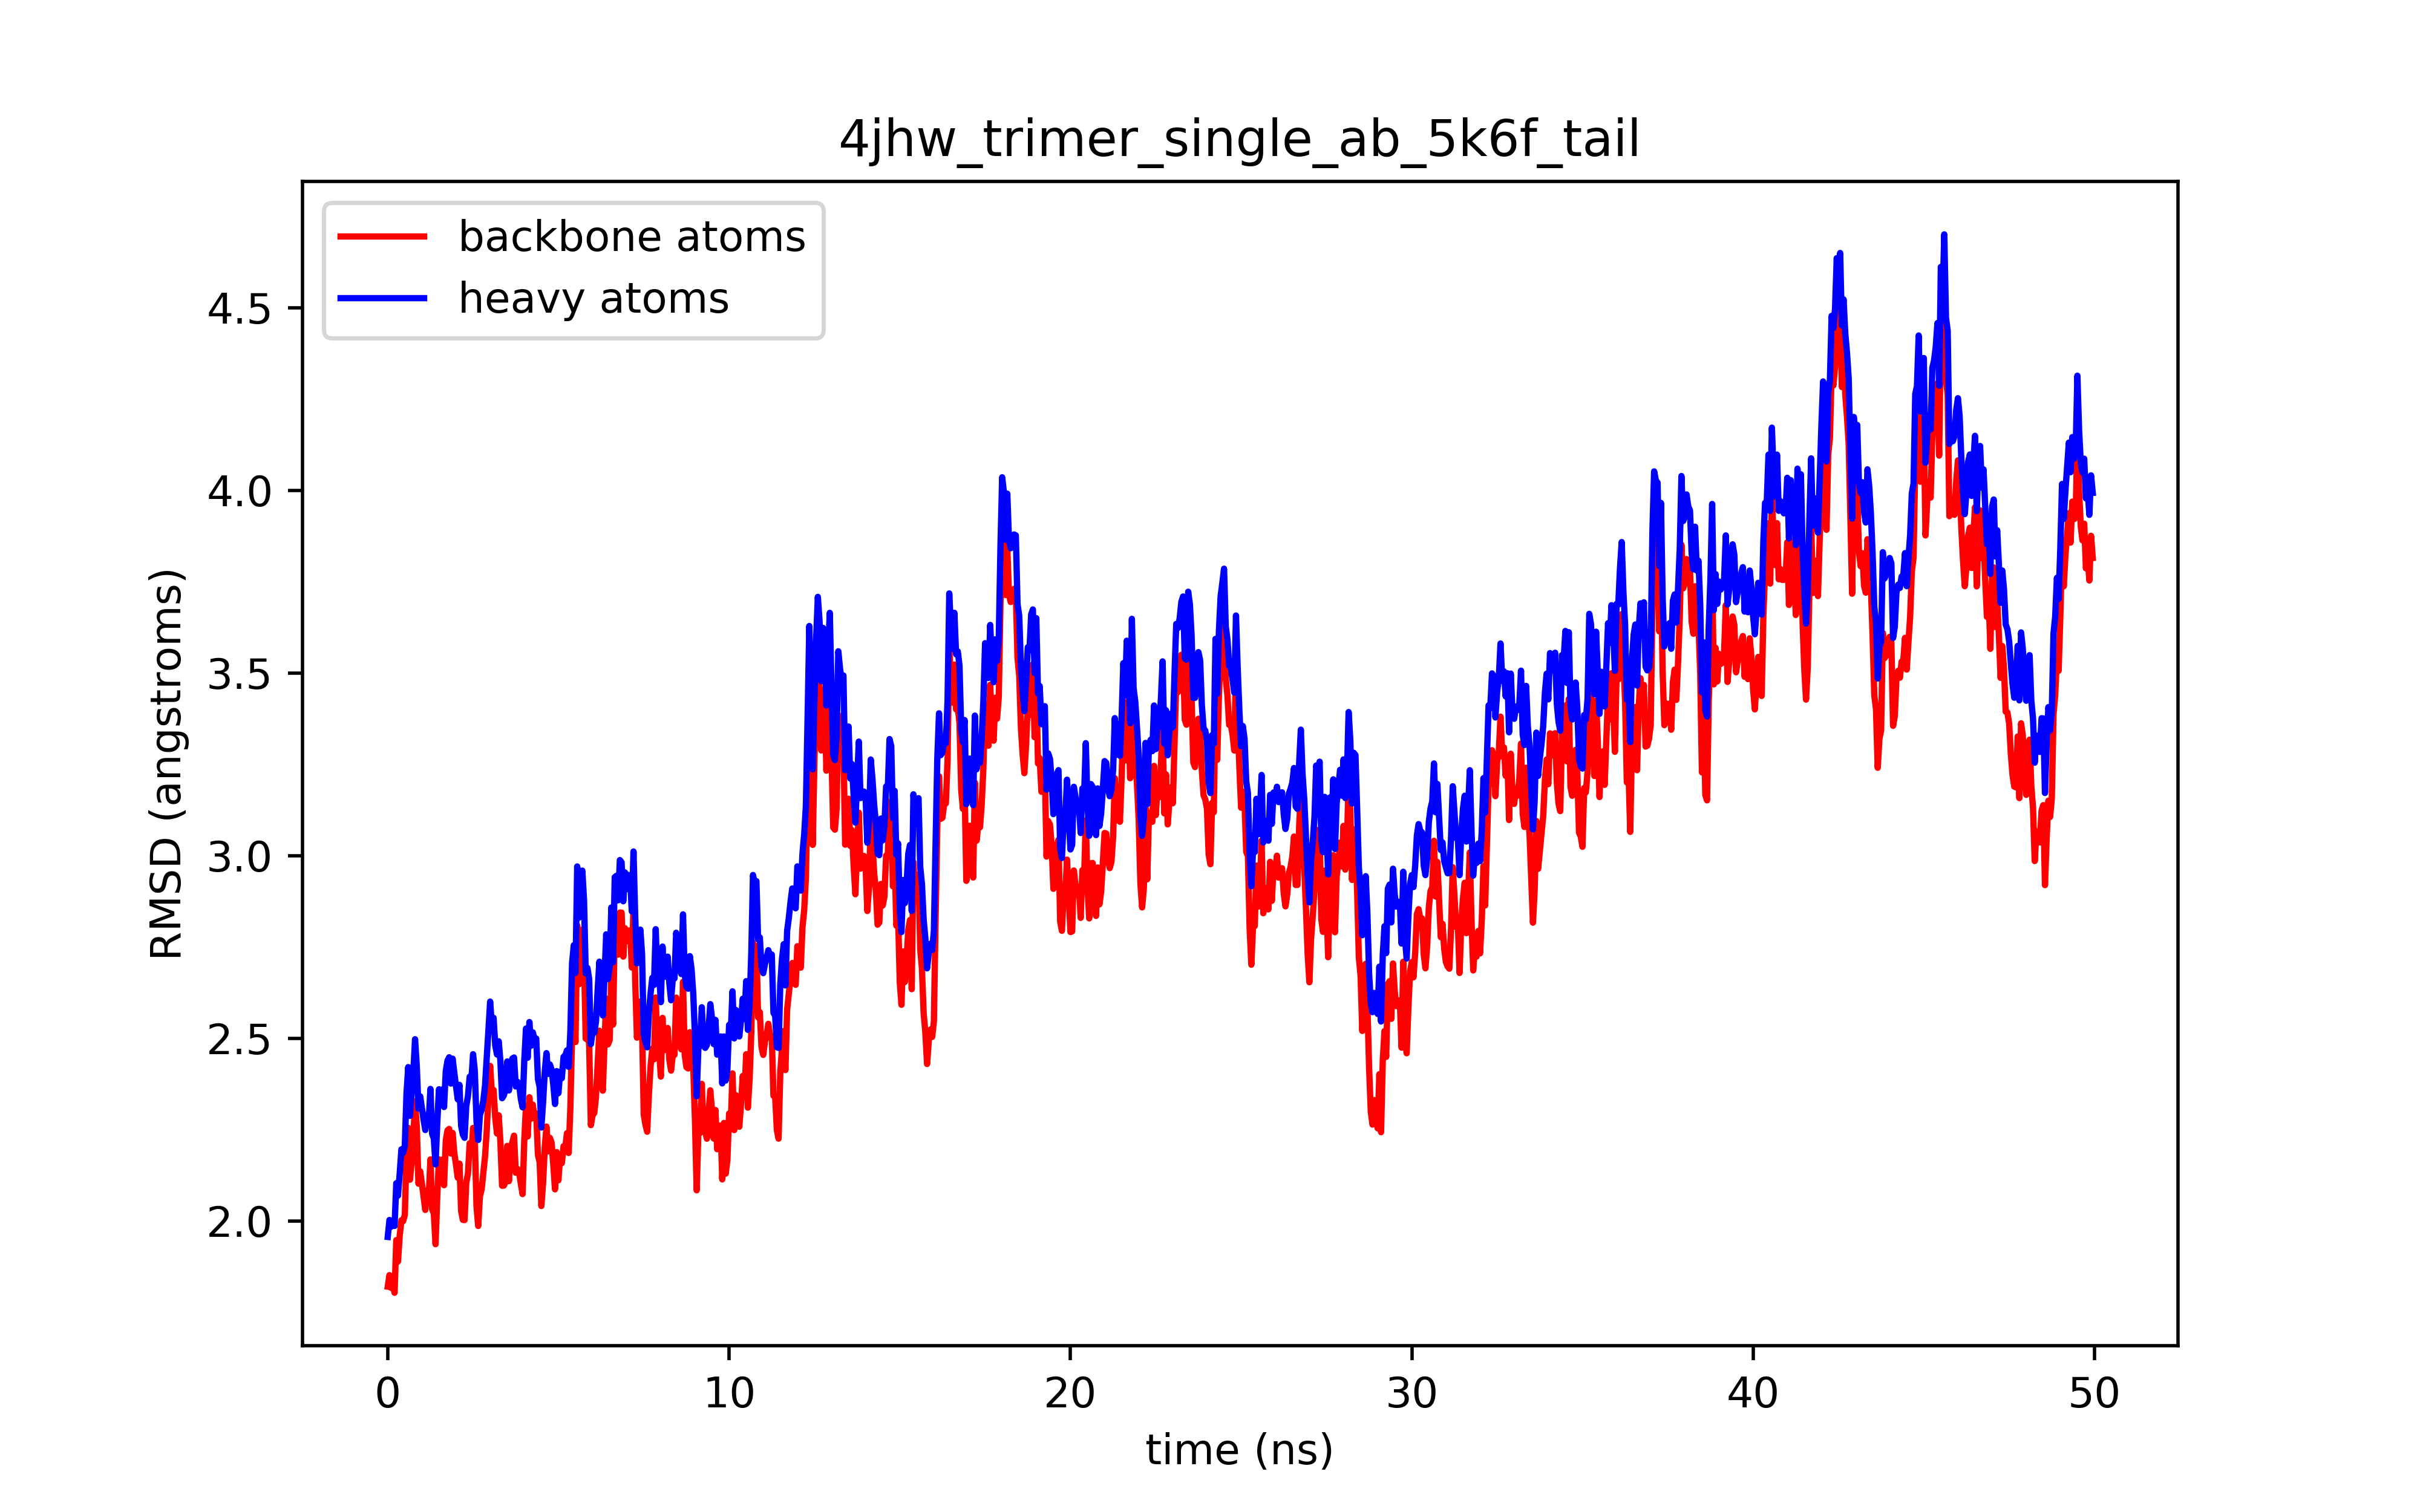 4jhw_trimer_single_ab_5k6f_tail
backbone atoms
heavy atoms
RMSD (angstroms)
4.5
4.0
3.5
3.0
2.5
2.0
0 10 20 30 40 50
time (ns)